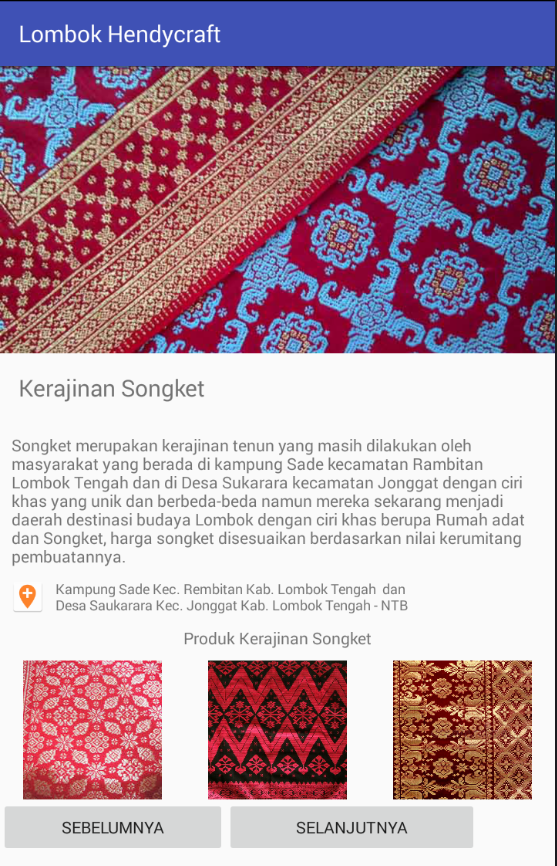 Lombok Hendycraft
Kerajinan Songket
Songket merupakan kerajinan tenun yang masih dilakukan oleh
masyarakat yang berada di kampung Sade kecamatan Rambitan
Lombok Tengah dan di Desa Sukarara kecamatan Jonggat dengan ciri
khas yang unik dan berbeda-beda namun mereka sekarang menjadi
daerah destinasi budaya Lombok dengan ciri khas berupa Rumah adat
dan Songket, harga songket disesuaikan berdasarkan nilai kerumitang
pembuatannya.
Kampung Sade Kec. Rembitan Kab. Lombok Tengah dan
Desa Saukarara Kec. Jonggat Kab. Lombok Tengah - NTB
Produk Kerajinan Songket
SEBELUMNYA
SELANJUTNYA